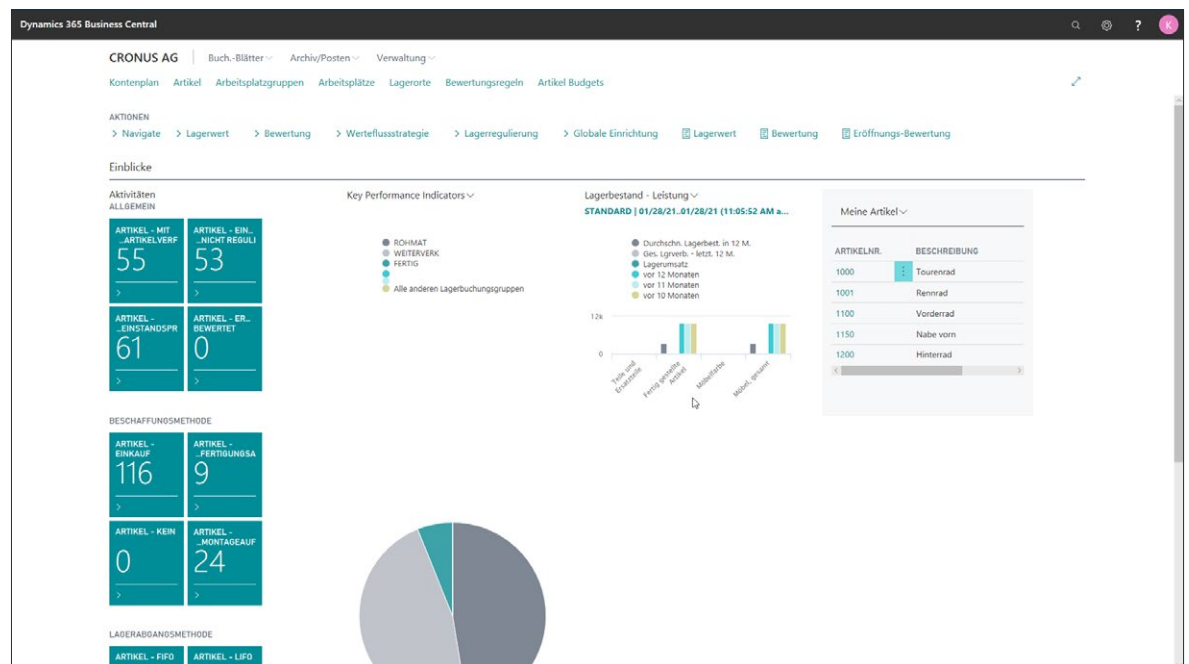 Dynamics 365 Business Central
?
K
CRONUS AG
Buch.-Blätter
Archiv/Posten
Verwaltung
Kontenplan
Artikel
Arbeitsplatzgruppen
Arbeitsplätze
Lagerorte
Bewertungsregeln
Artikel Budgets
AKTIONEN
> Navigate
> Lagerwert
> Bewertung
> Werteflussstrategie
> Lagerregulierung
> Globale Einrichtung
Lagerwert
Bewertung
Eröffnungs-Bewertung
Einblicke
Aktivitäten
ALLGEMEIN
ARTIKEL - MIT
...ARTIKELVERF
55
>
ARTIKEL - EIN...
...NICHT REGULI
53
>
ARTIKEL -
...EINSTANDSPR
61
>
ARTIKEL - ER...
BEWERTET
0
>
BESCHAFFUNGSMETHODE
ARTIKEL -
EINKAUF
116
>
ARTIKEL -
...FERTIGUNGSA
9
>
ARTIKEL - KEIN
0
>
ARTIKEL -
...MONTAGEAUF
24
>
LAGERABGANGSMETHODE
ARTIKEL - FIFO
ARTIKEL - LIFO
Key Performance Indicators
ROHMAT
WEITERVERK
FERTIG
Alle anderen Lagerbuchungsgruppen
Lagerbestand - Leistung
STANDARD | 01/28/21..01/28/21 (11:05:52 AM a...
Durchschn. Lagerbest. in 12 M.
Ges. Lgrverb. - letzt. 12 M.
Lagerumsatz
vor 12 Monaten
vor 11 Monaten
vor 10 Monaten
12k
0
Teile und
Ersatzteile
Fertig gestellte
Artikel
Möbelfarbe
Möbel, gesamt
Meine Artikel
ARTIKELNR.
BESCHREIBUNG
1000
Tourenrad
1001
Rennrad
1100
Vorderrad
1150
Nabe vorn
1200
Hinterrad